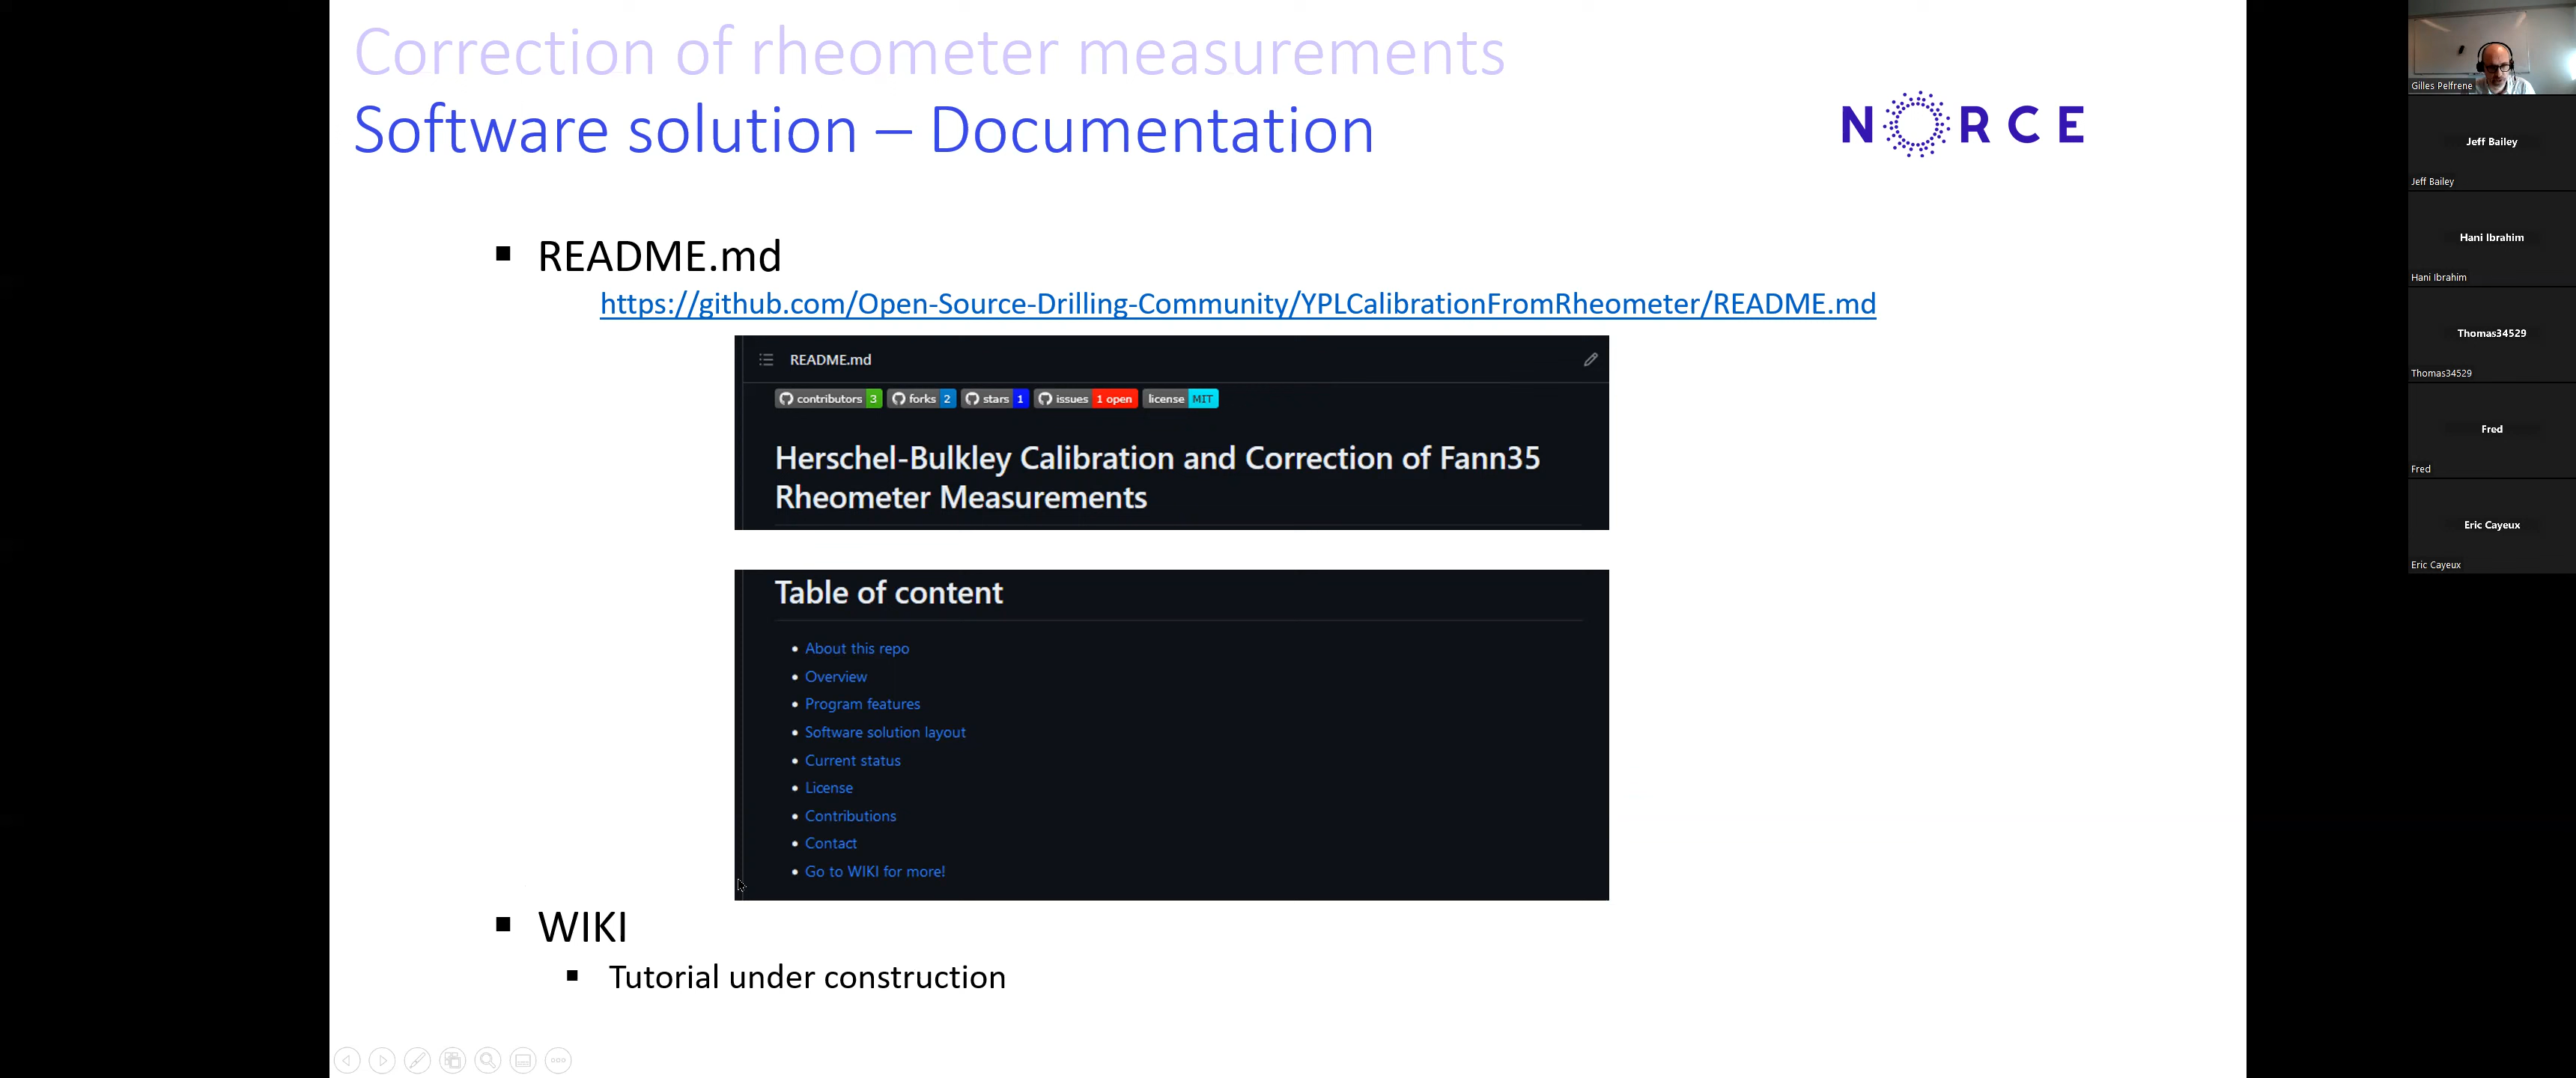 Correction of rheometer measurements
Software solution – Documentation
NORCE
README.md
https://github.com/Open-Source-Drilling-Community/YPLCalibrationFromRheometer/README.md
README.md
contributors 3 forks 2 stars 1 issues 1 open license MIT
Herschel-Bulkley Calibration and Correction of Fann35
Rheometer Measurements
Table of content
About this repo
Overview
Program features
Software solution layout
Current status
License
Contributions
Contact
Go to WIKI for more!
WIKI
Tutorial under construction
Gilles Pelfrene
Jeff Bailey
Jeff Bailey
Hani Ibrahim
Hani Ibrahim
Thomas34529
Thomas34529
Fred
Fred
Eric Cayeux
Eric Cayeux